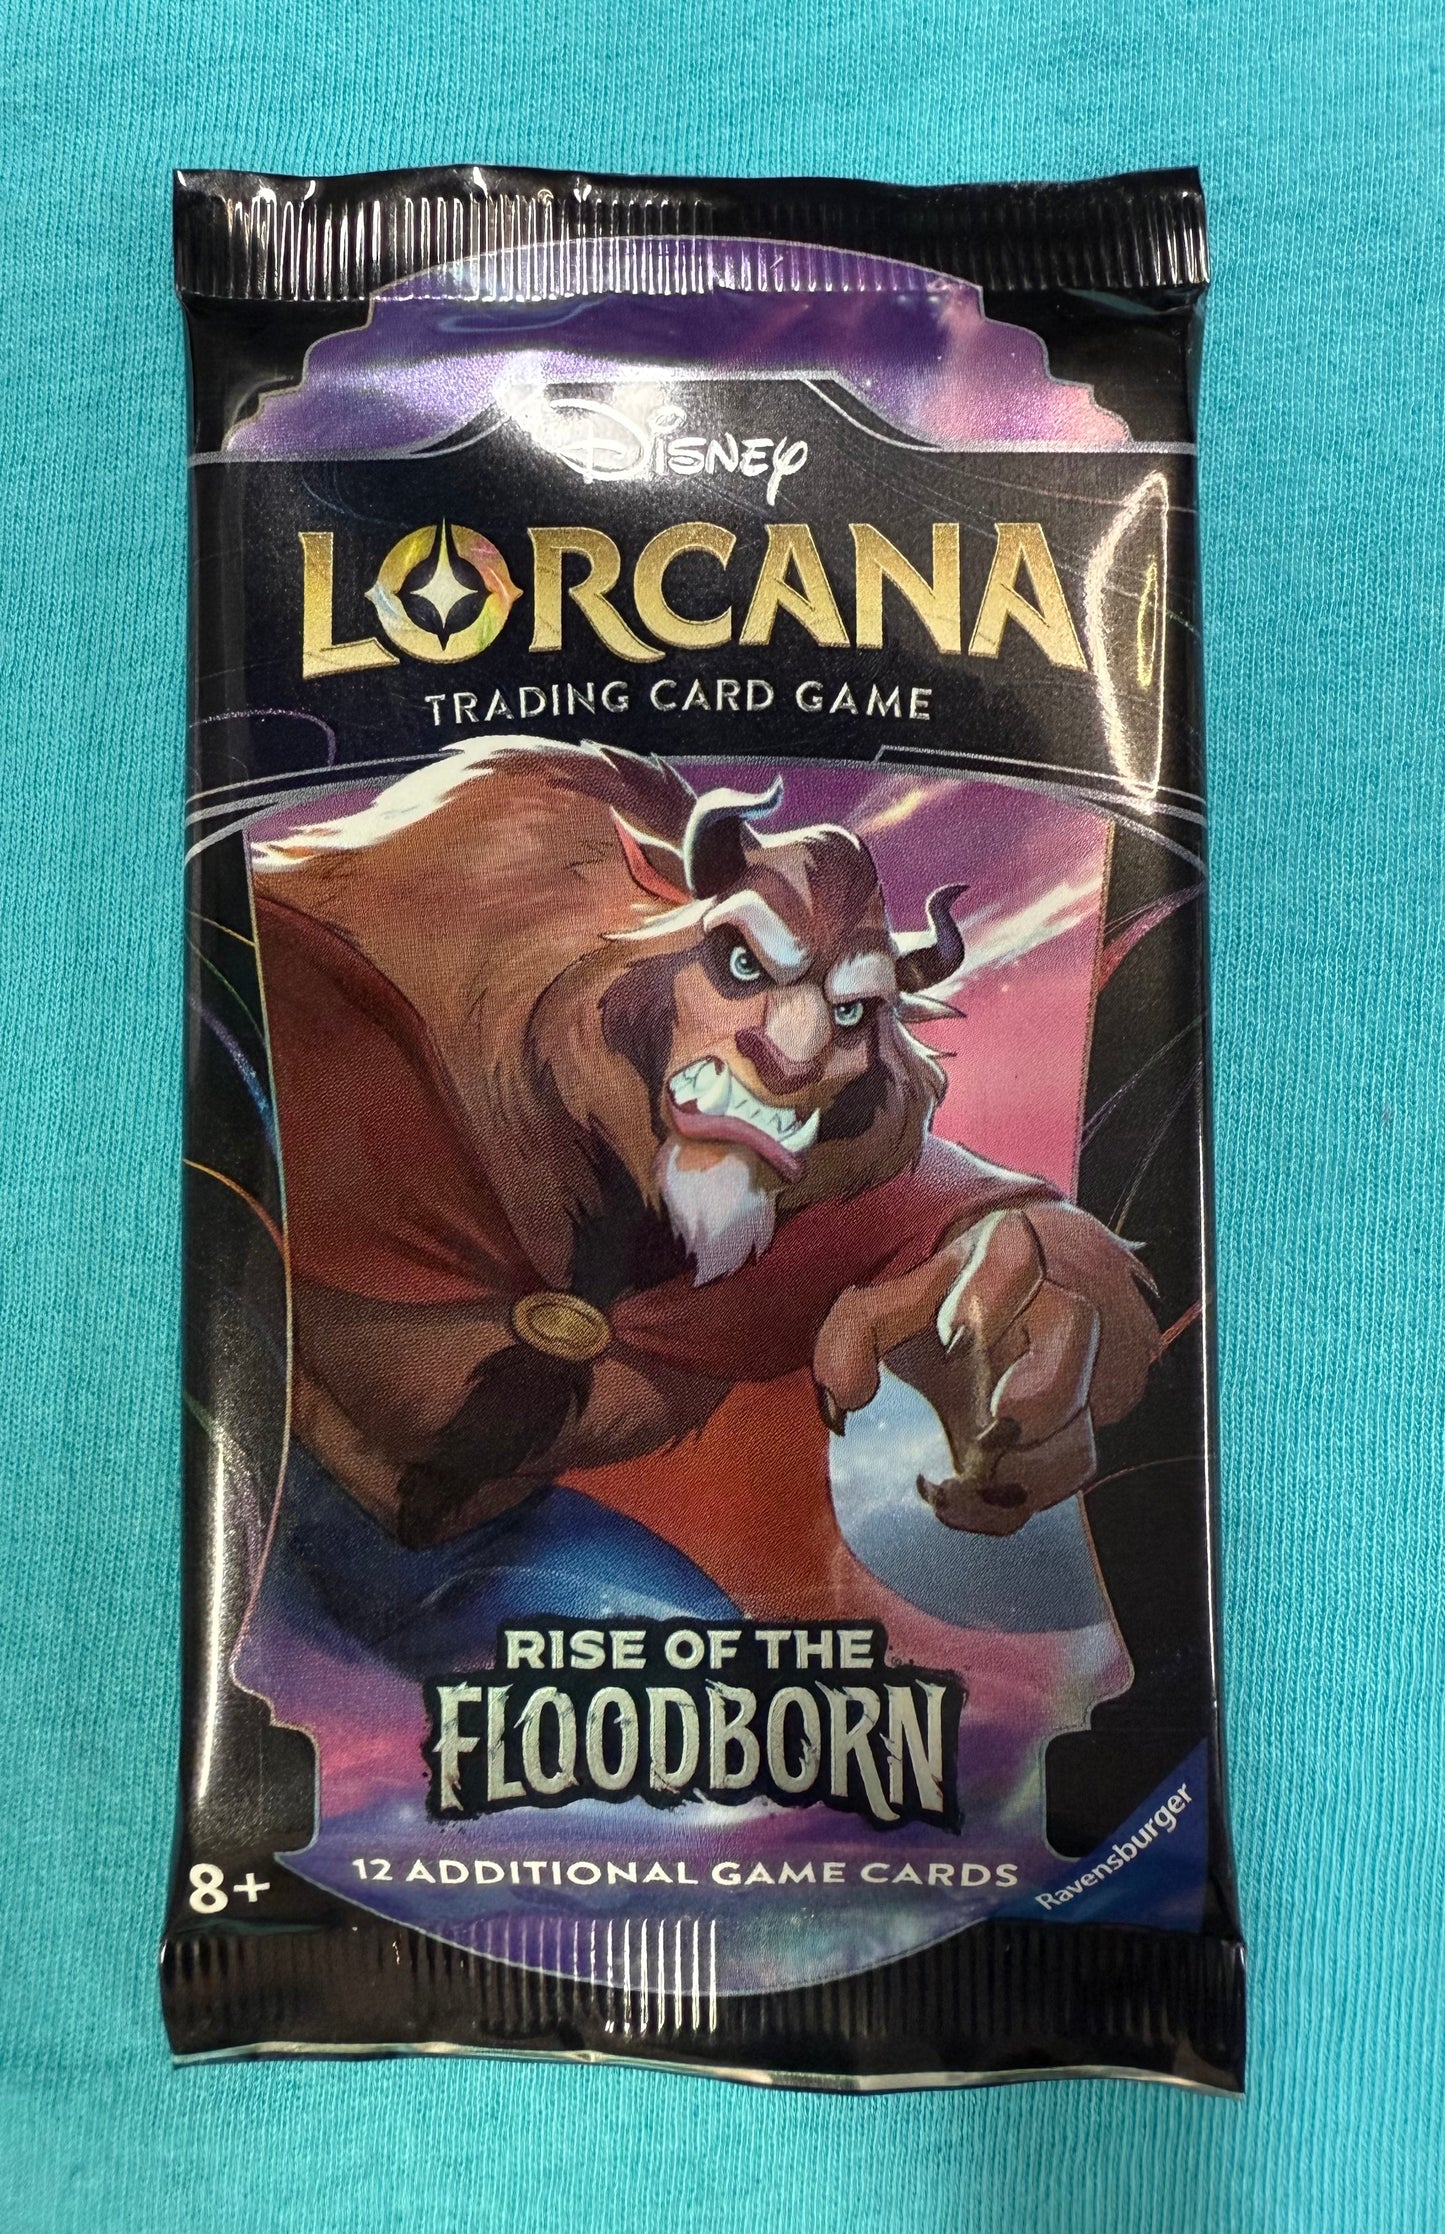 Disney
LORCANA
TRADING CARD GAME
RISE OF THE
FLOODBORN
12 ADDITIONAL GAME CARDS
8+
Ravensburger